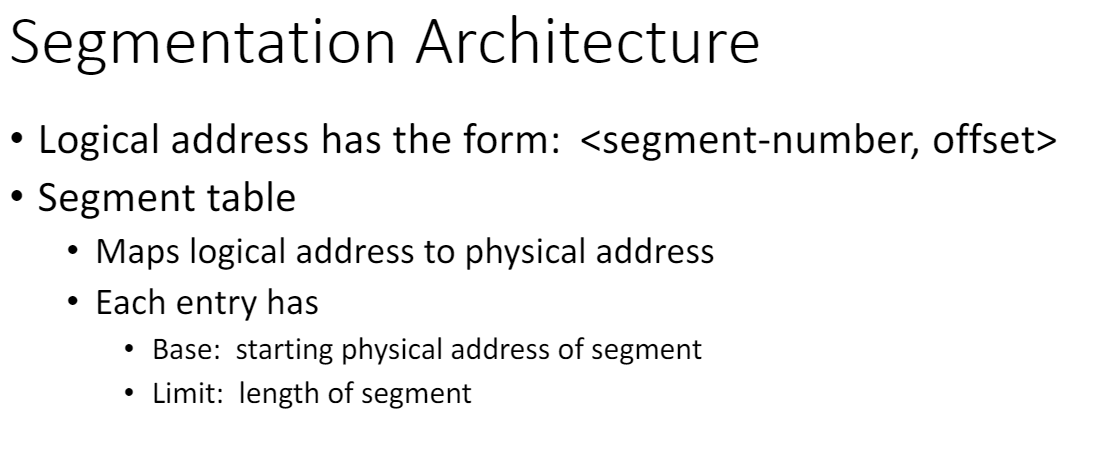 Segmentation Architecture
• Logical address has the form:  <segment-number, offset>
• Segment table
• Maps logical address to physical address
• Each entry has
• Base:  starting physical address of segment
• Limit:  length of segment